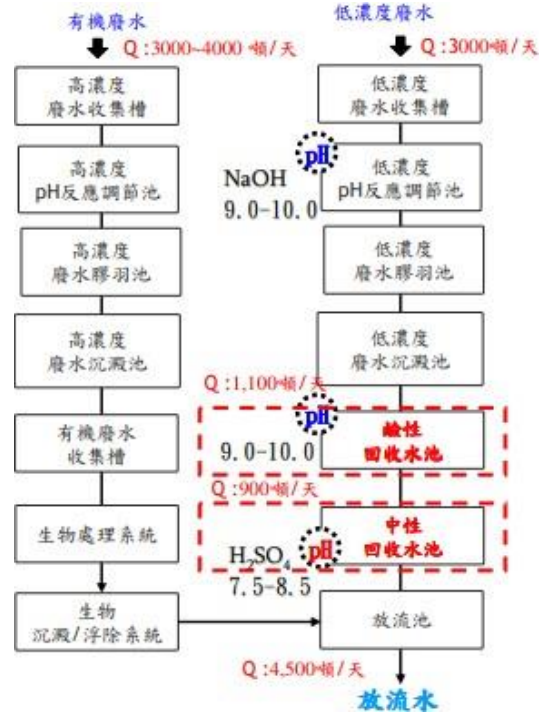 有機廢水
Q:3000~4000噸/天
高濃度
廢水收集槽
高濃度
pH反應調節池
高濃度
廢水膠羽池
高濃度
廢水沉澱池
有機廢水
收集槽
生物處理系統
生物
沉澱/浮除系統
低濃度廢水
Q:3000噸/天
低濃度
廢水收集槽
pH
NaOH
9.0-10.0
低濃度
pH反應調節池
低濃度
廢水膠羽池
低濃度
廢水沉澱池
Q:1,100噸/天
pH
9.0-10.0
鹼性
回收水池
Q:900噸/天
中性
回收水池
H₂SO₄
pH
7.5-8.5
放流池
Q:4,500噸/天
放流水